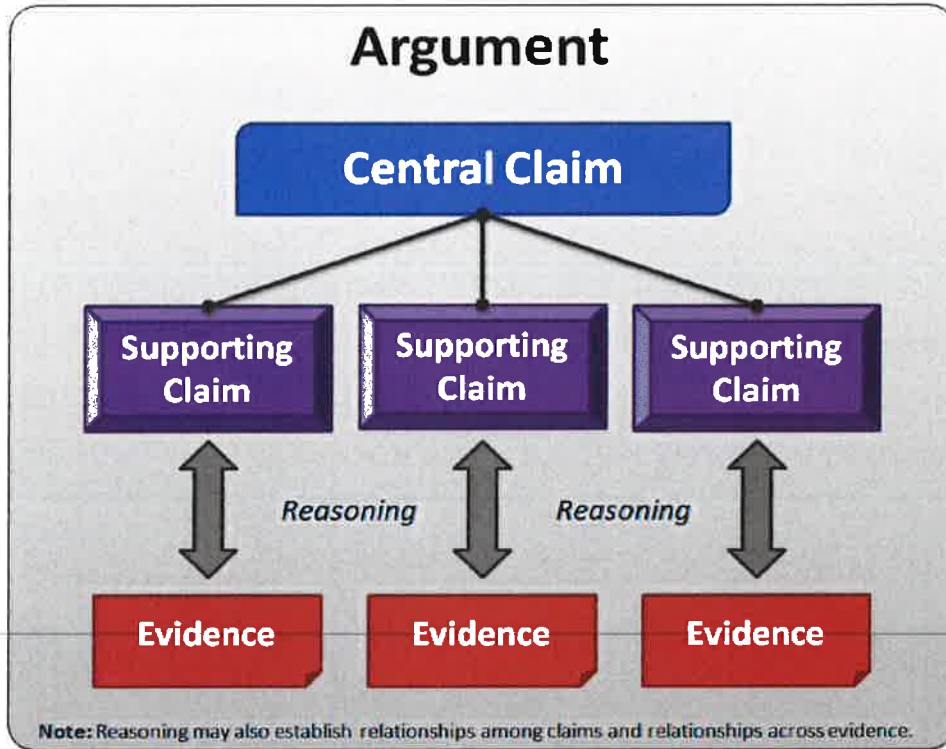 Argument
Central Claim
Supporting Claim
Supporting Claim
Supporting Claim
Reasoning
Reasoning
Evidence
Evidence
Evidence
Note: Reasoning may also establish relationships among claims and relationships across evidence.